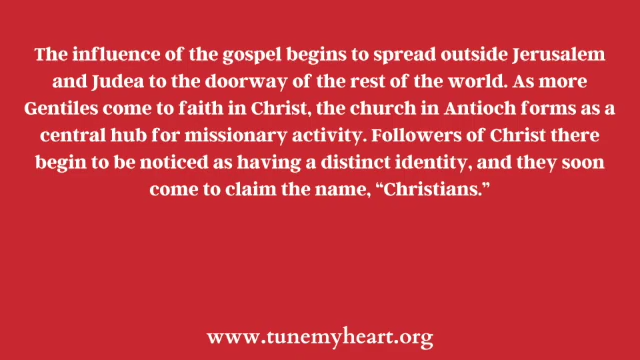 The influence of the gospel begins to spread outside Jerusalem
and Judea to the doorway of the rest of the world. As more
Gentiles come to faith in Christ, the church in Antioch forms as a
central hub for missionary activity. Followers of Christ there
begin to be noticed as having a distinct identity, and they soon
come to claim the name, “Christians.”
www.tunemyheart.org